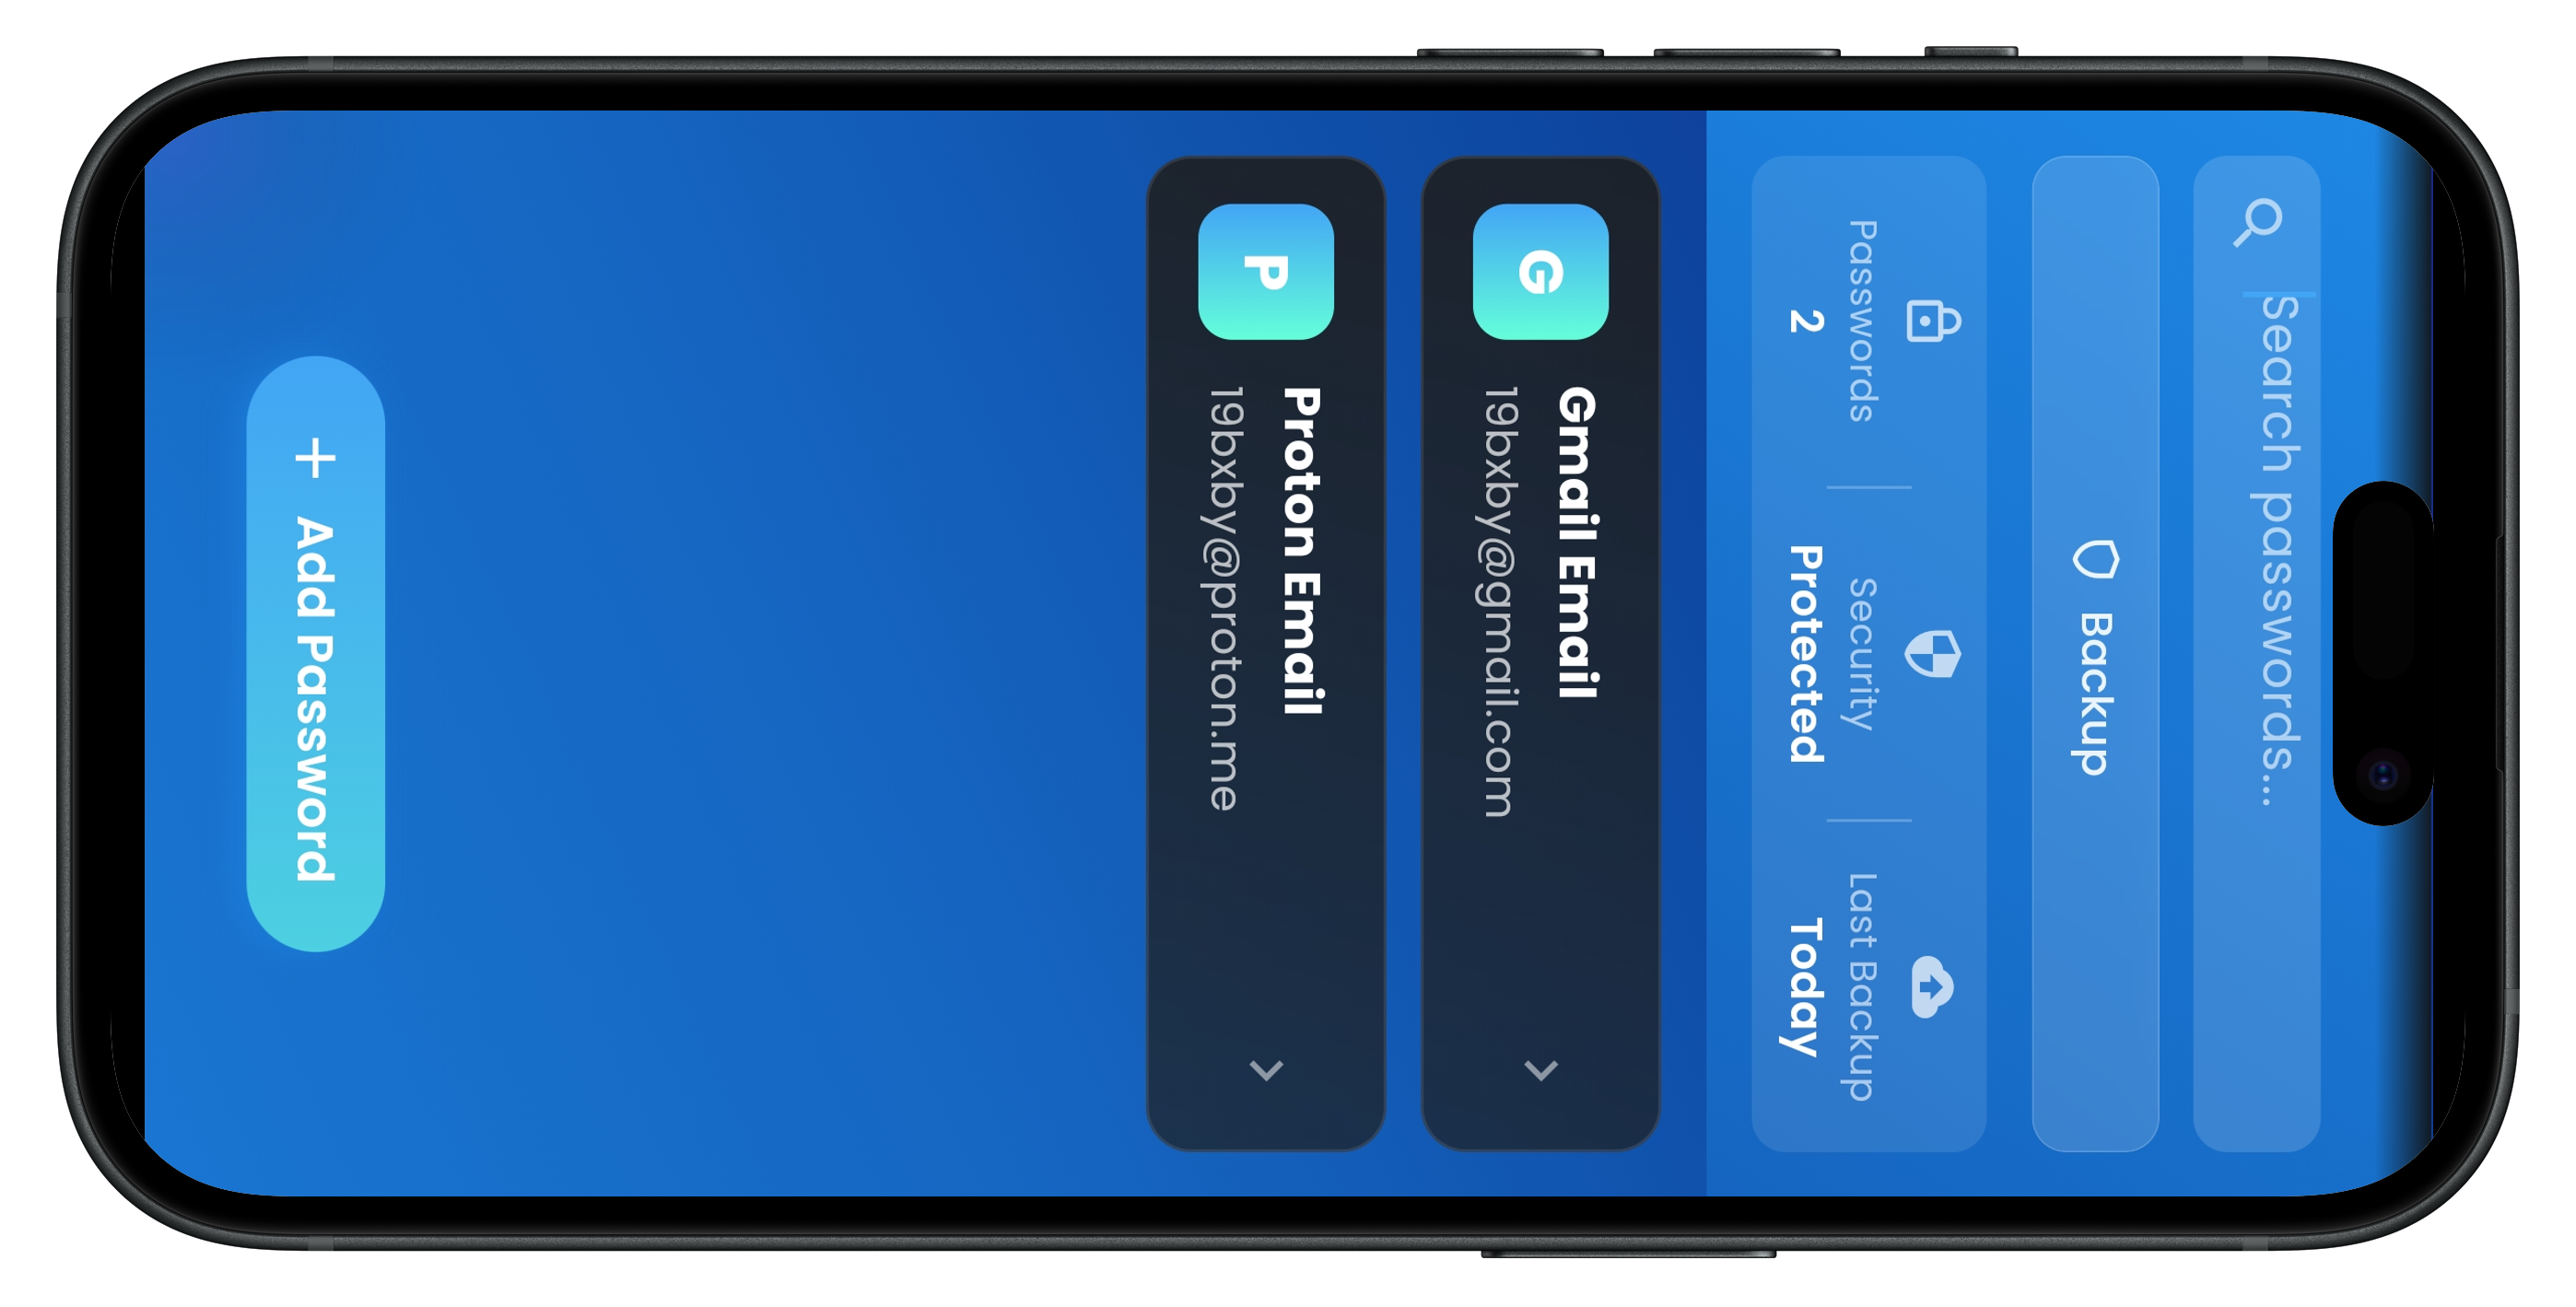 Search passwords...
Backup
Passwords
2
Security
Protected
Last Backup
Today
G
Gmail Email
19bxby@gmail.com
P
Proton Email
19bxby@proton.me
+ Add Password